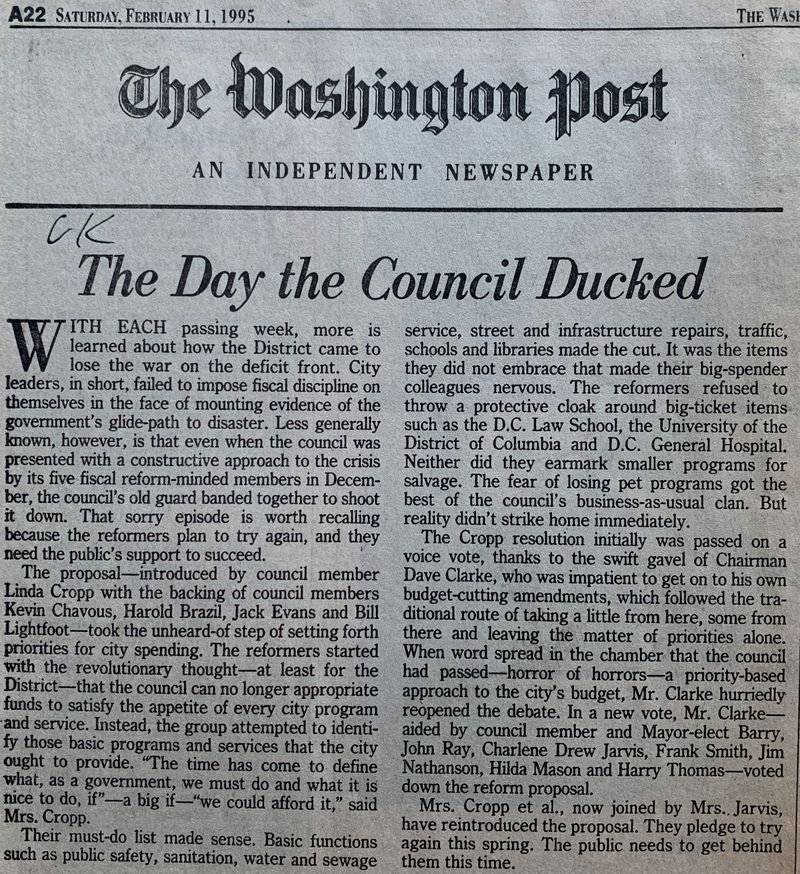 A22 SATURDAY, FEBRUARY 11, 1995
THE WASH
The Washington Post
AN INDEPENDENT NEWSPAPER
CK
The Day the Council Ducked
WITH EACH passing week, more is
learned about how the District came to
lose the war on the deficit front. City
leaders, in short, failed to impose fiscal discipline on
themselves in the face of mounting evidence of the
government's glide-path to disaster. Less generally
known, however, is that even when the council was
presented with a constructive approach to the crisis
by its five fiscal reform-minded members in Decem-
ber, the council's old guard banded together to shoot
it down. That sorry episode is worth recalling
because the reformers plan to try again, and they
need the public's support to succeed.
The proposal—introduced by council member
Linda Cropp with the backing of council members
Kevin Chavous, Harold Brazil, Jack Evans and Bill
Lightfoot—took the unheard-of step of setting forth
priorities for city spending. The reformers started
with the revolutionary thought—at least for the
District—that the council can no longer appropriate
funds to satisfy the appetite of every city program
and service. Instead, the group attempted to identi-
fy those basic programs and services that the city
ought to provide. "The time has come to define
what, as a government, we must do and what it is
nice to do, if"—a big if—"we could afford it," said
Mrs. Cropp.
Their must-do list made sense. Basic functions
such as public safety, sanitation, water and sewage
service, street and infrastructure repairs, traffic,
schools and libraries made the cut. It was the items
they did not embrace that made their big-spender
colleagues nervous. The reformers refused to
throw a protective cloak around big-ticket items
such as the D.C. Law School, the University of the
District of Columbia and D.C. General Hospital.
Neither did they earmark smaller programs for
salvage. The fear of losing pet programs got the
best of the council's business-as-usual clan. But
reality didn't strike home immediately.
The Cropp resolution initially was passed on a
voice vote, thanks to the swift gavel of Chairman
Dave Clarke, who was impatient to get on to his own
budget-cutting amendments, which followed the tra-
ditional route of taking a little from here, some from
there and leaving the matter of priorities alone.
When word spread in the chamber that the council
had passed—horror of horrors—a priority-based
approach to the city's budget, Mr. Clarke hurriedly
reopened the debate. In a new vote, Mr. Clarke—
aided by council member and Mayor-elect Barry,
John Ray, Charlene Drew Jarvis, Frank Smith, Jim
Nathanson, Hilda Mason and Harry Thomas—voted
down the reform proposal.
Mrs. Cropp et al., now joined by Mrs. Jarvis,
have reintroduced the proposal. They pledge to try
again this spring. The public needs to get behind
them this time.